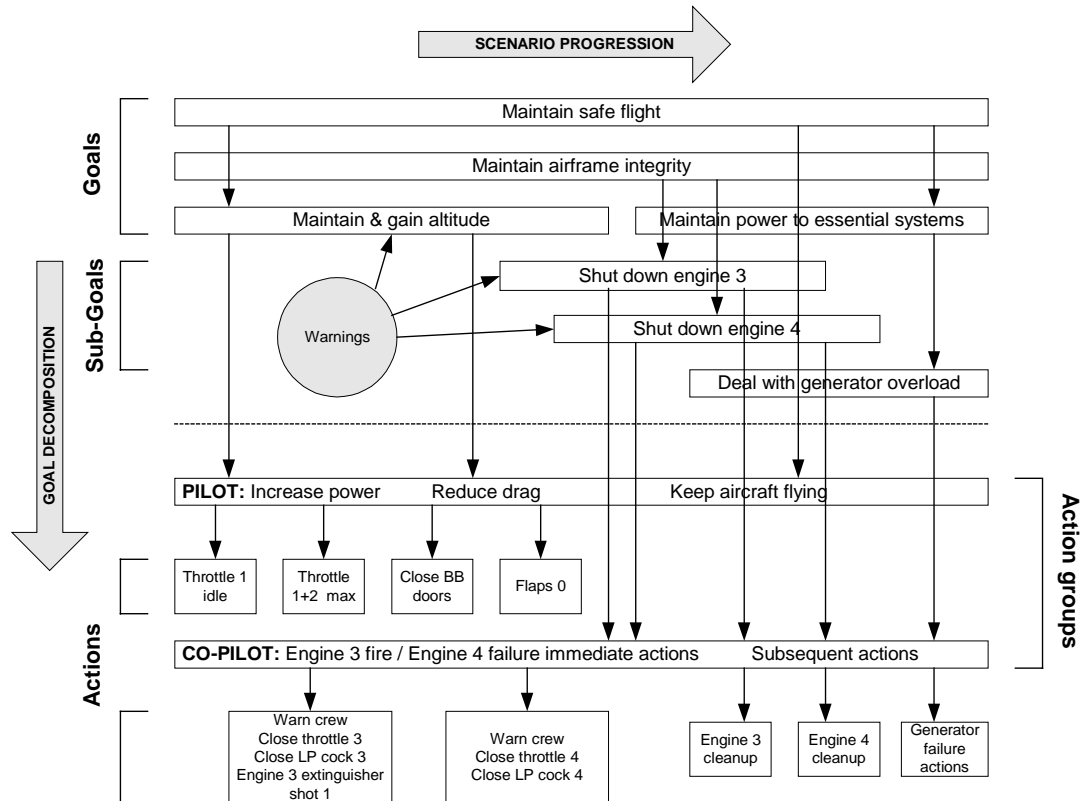 SCENARIO PROGRESSION
Goals
Maintain safe flight
Maintain airframe integrity
Maintain & gain altitude
Maintain power to essential systems
GOAL DECOMPOSITION
Sub-Goals
Shut down engine 3
Warnings
Shut down engine 4
Deal with generator overload
PILOT: Increase power
Reduce drag
Keep aircraft flying
Action groups
Actions
Throttle 1
idle
Throttle
1+2 max
Close BB
doors
Flaps 0
CO-PILOT: Engine 3 fire / Engine 4 failure immediate actions
Subsequent actions
Warn crew
Close throttle 3
Close LP cock 3
Engine 3 extinguisher
shot 1
Warn crew
Close throttle 4
Close LP cock 4
Engine 3
cleanup
Engine 4
cleanup
Generator
failure
actions